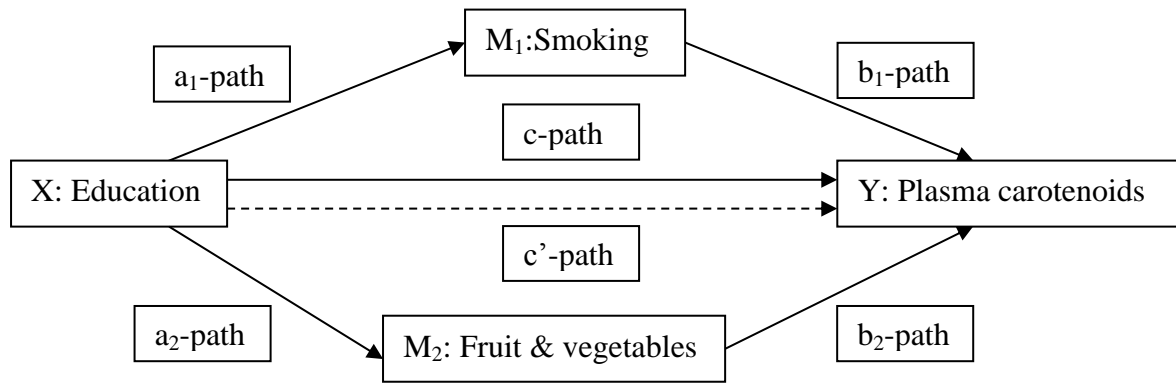 M₁:Smoking
a₁-path
b₁-path
c-path
X: Education
Y: Plasma carotenoids
c’-path
a₂-path
b₂-path
M₂: Fruit & vegetables